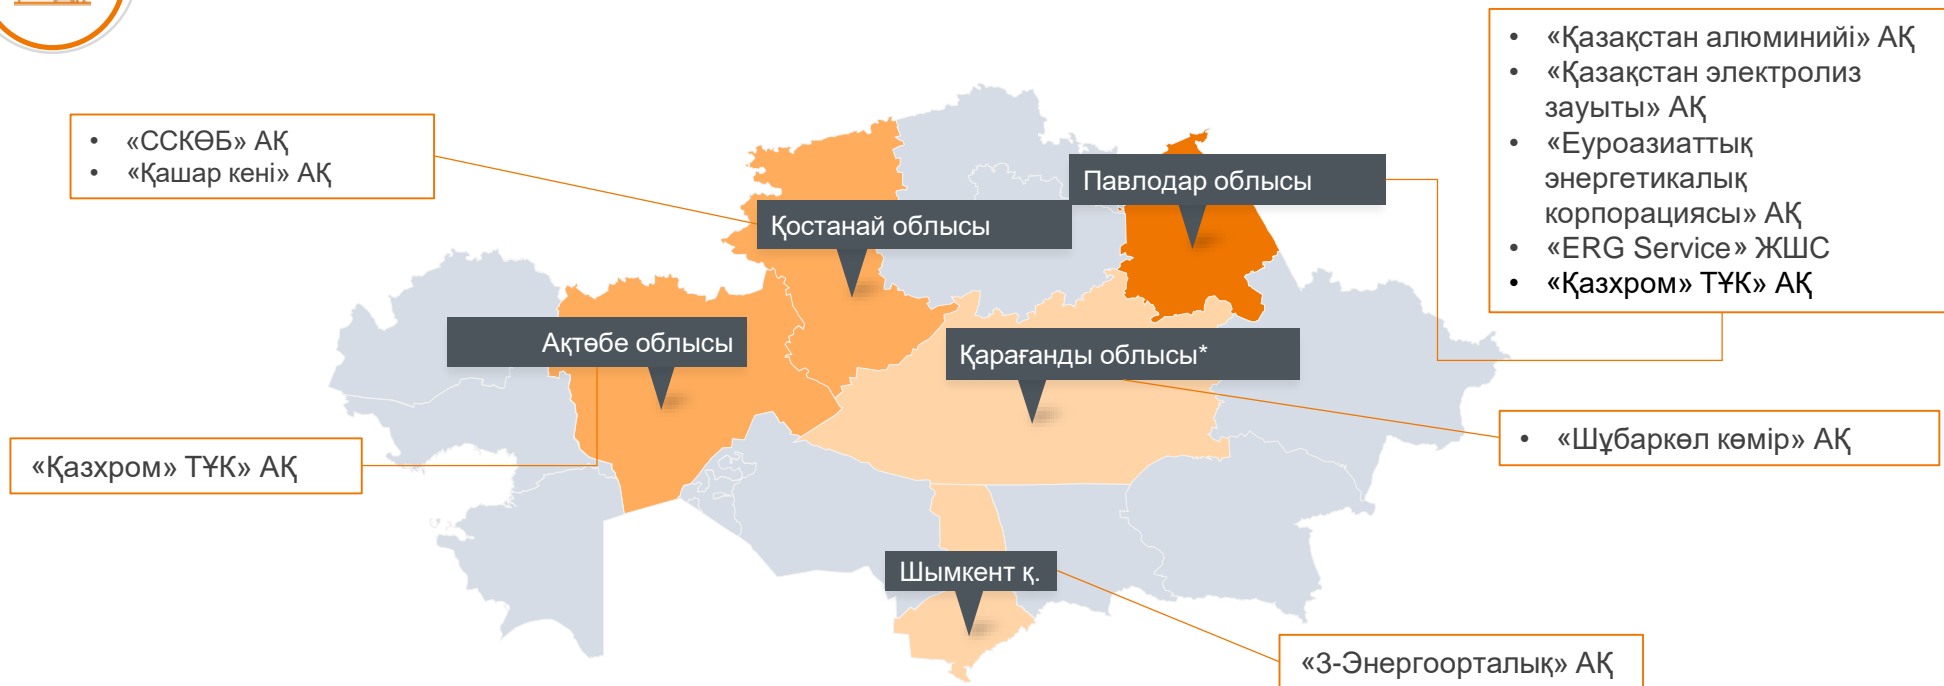 • «Қазақстан алюминийі» АҚ
• «Қазақстан электролиз
зауыты» АҚ
• «Еуроазиаттық
энергетикалық
корпорациясы» АҚ
• «ERG Service» ЖШС
• «Қазхром» ТҰК» АҚ
• «ССКӨБ» АҚ
• «Қашар кені» АҚ
Павлодар облысы
Қостанай облысы
Ақтөбе облысы
Қарағанды облысы*
• «Шұбаркөл көмір» АҚ
«Қазхром» ТҰК» АҚ
Шымкент қ.
«3-Энергоорталық» АҚ